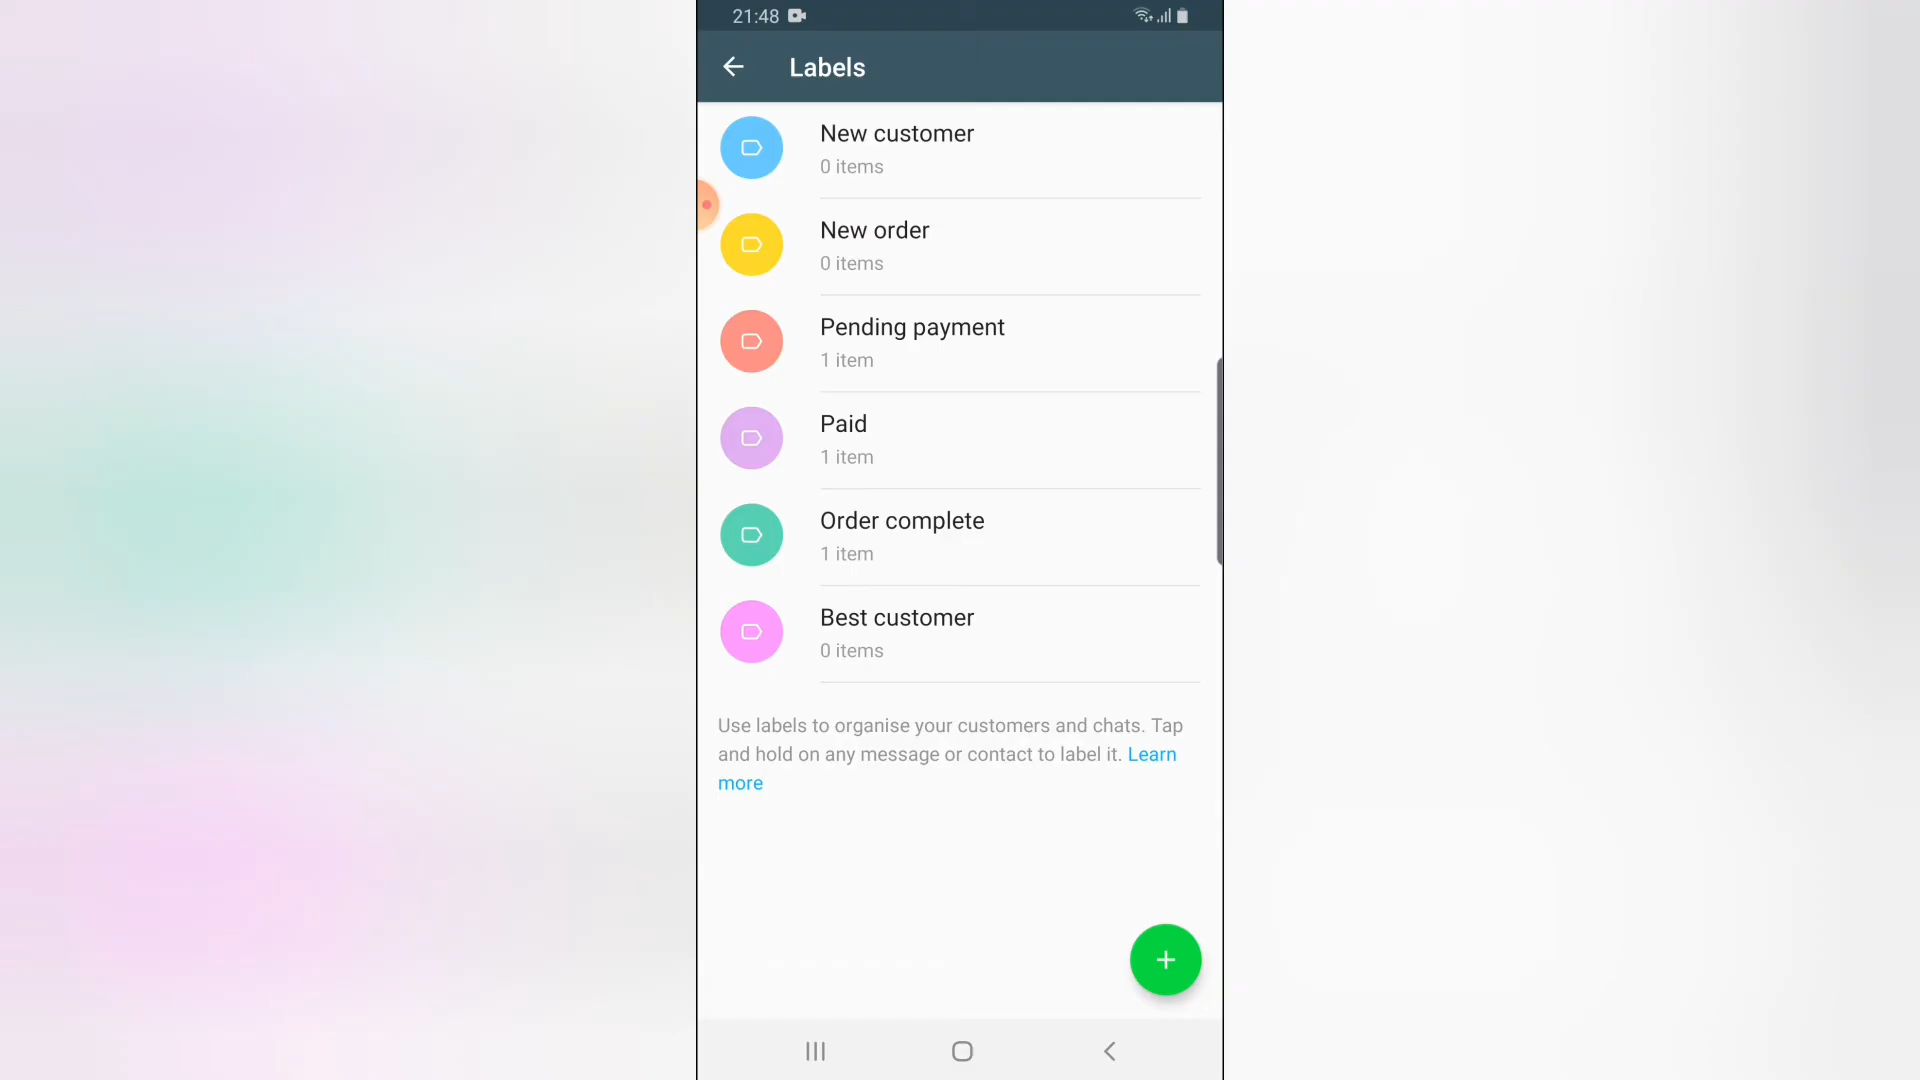 21:48
Labels
New customer
0 items
New order
0 items
Pending payment
1 item
Paid
1 item
Order complete
1 item
Best customer
0 items
Use labels to organise your customers and chats. Tap
and hold on any message or contact to label it. Learn
more